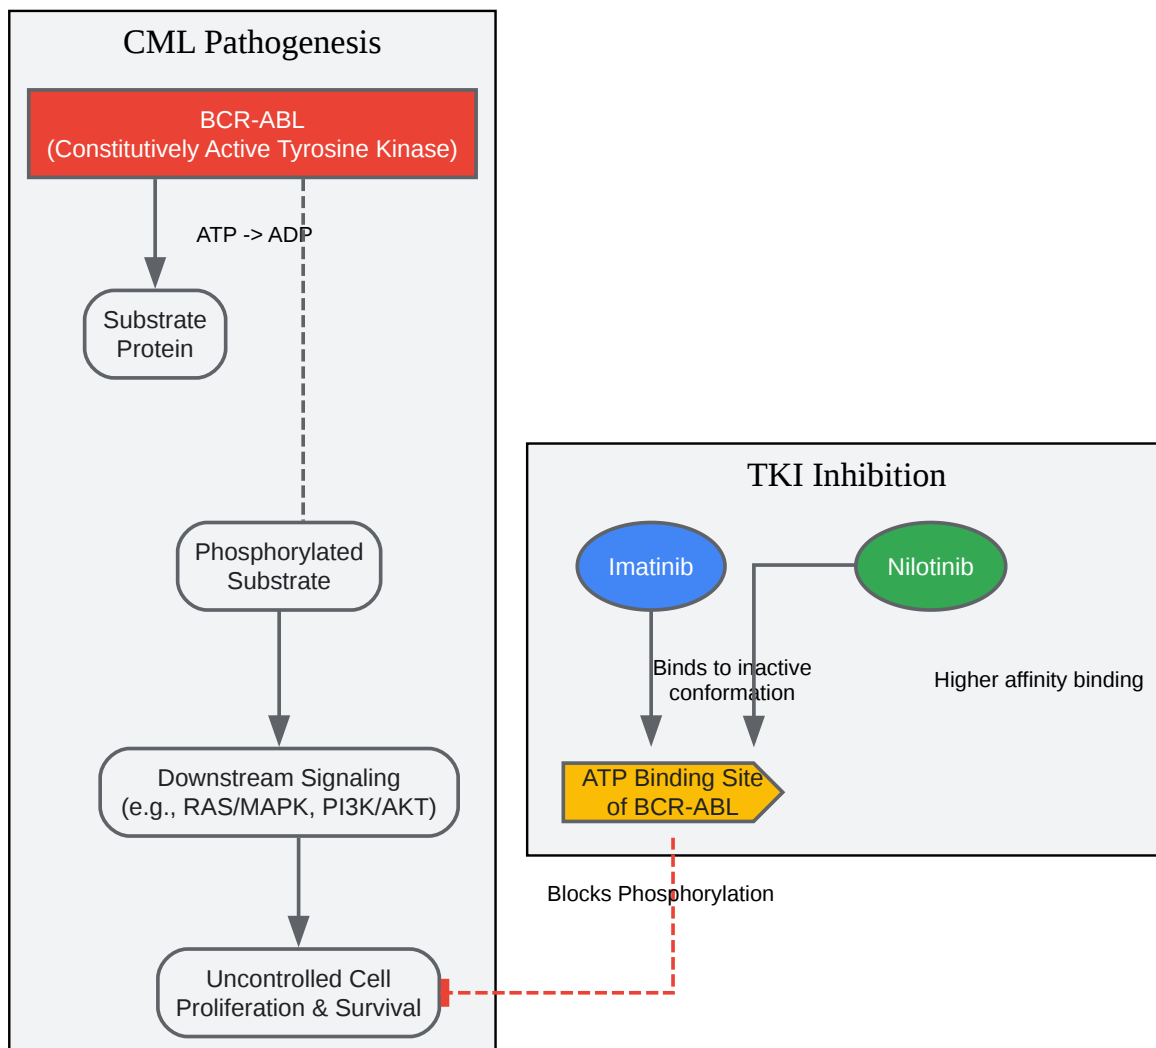 CML Pathogenesis
BCR-ABL
(Constitutively Active Tyrosine Kinase)
ATP -> ADP
Substrate
Protein
Phosphorylated
Substrate
Downstream Signaling
(e.g., RAS/MAPK, PI3K/AKT)
Uncontrolled Cell
Proliferation & Survival
TKI Inhibition
Imatinib
Nilotinib
Binds to inactive
conformation
Higher affinity binding
ATP Binding Site
of BCR-ABL
Blocks Phosphorylation